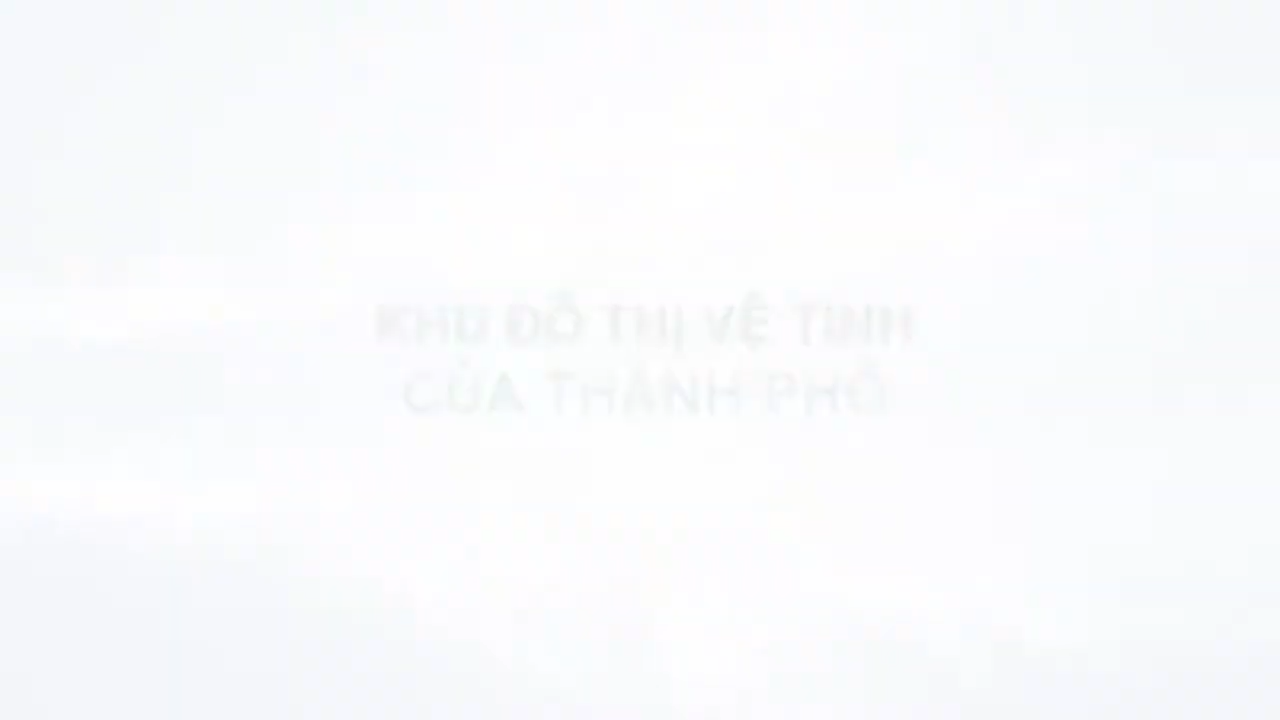 KHU ĐÔ THỊ VỆ TINH
CỦA THÀNH PHỐ